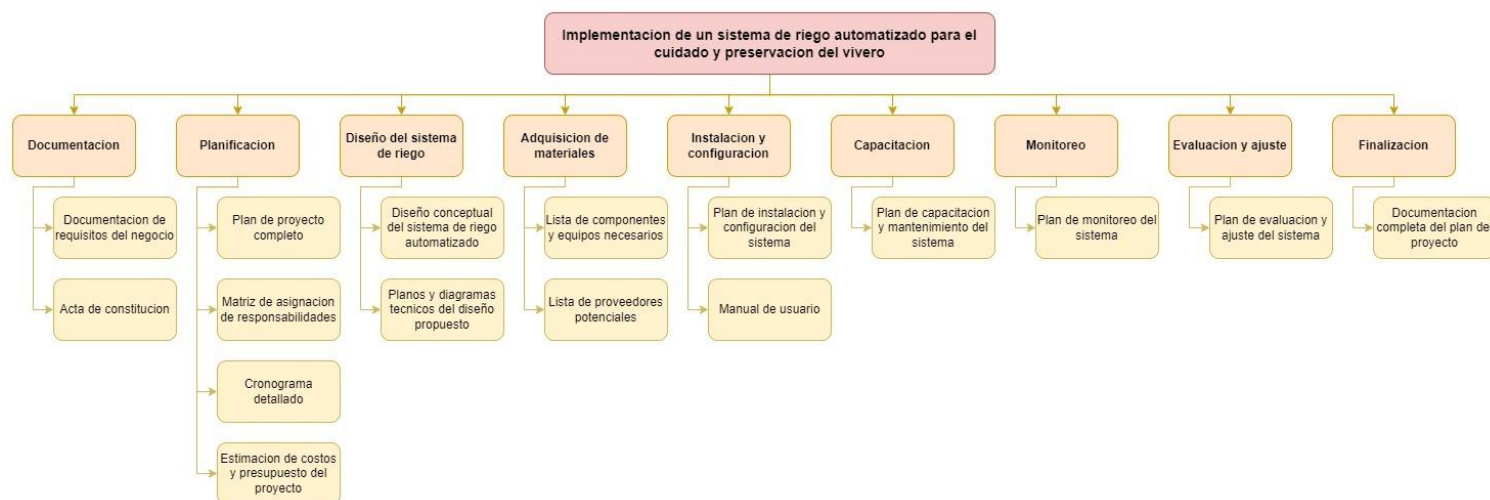 Implementacion de un sistema de riego automatizado para el
cuidado y preservacion del vivero
Documentacion
Planificacion
Diseño del sistema
de riego
Adquisicion de
materiales
Instalacion y
configuracion
Capacitacion
Monitoreo
Evaluacion y ajuste
Finalizacion
Documentacion de
requisitos del negocio
Plan de proyecto
completo
Diseño conceptual
del sistema de riego
automatizado
Lista de componentes
y equipos necesarios
Plan de instalacion y
configuracion del
sistema
Plan de capacitacion
y mantenimiento del
sistema
Plan de monitoreo del
sistema
Plan de evaluacion y
ajuste del sistema
Documentacion
completa del plan de
proyecto
Acta de constitucion
Matriz de asignacion
de responsabilidades
Planos y diagramas
tecnicos del diseño
propuesto
Lista de proveedores
potenciales
Manual de usuario
Cronograma
detallado
Estimacion de costos
y presupuesto del
proyecto